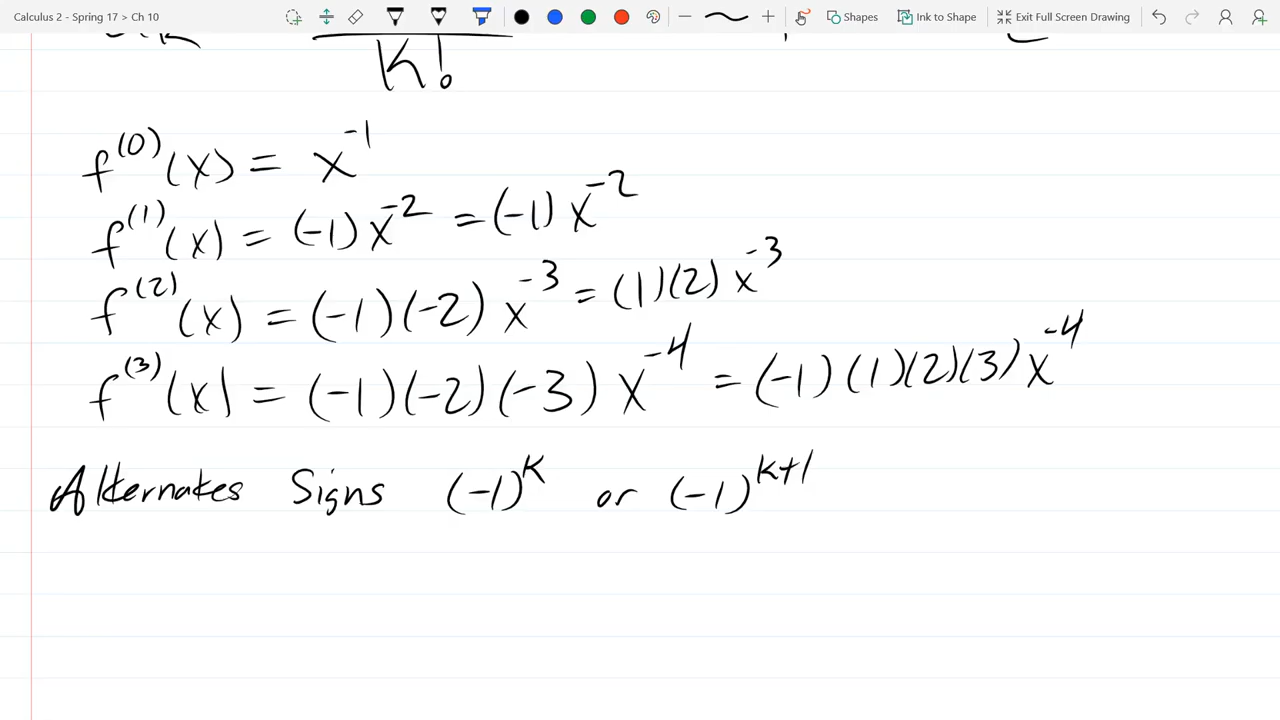 Calculus 2 - Spring 17 > Ch 10 Shapes Ink to Shape Exit Full Screen Drawing
K!
f^(0)(x) = x^-1
f^(1)(x) = (-1)x^-2 = (-1)x^-2
f^(2)(x) = (-1)(-2)x^-3 = (1)(2)x^-3
f^(3)(x) = (-1)(-2)(-3)x^-4 = (-1)(1)(2)(3)x^-4
Alternates Signs (-1)^k or (-1)^k+1